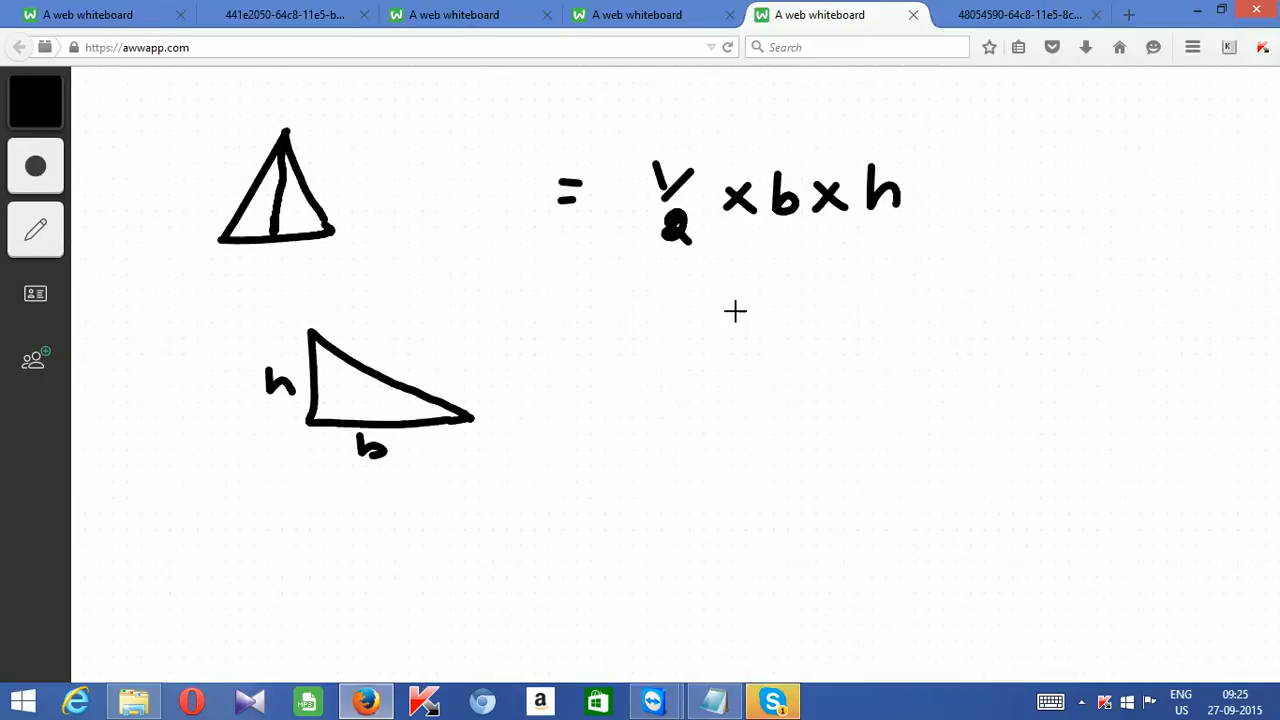 A web whiteboard
441e2050-64c8-11e5-b...
A web whiteboard
A web whiteboard
A web whiteboard
48054590-64c8-11e5-8c...
https://awwapp.com
Search
= 1/2 × b × h
h
b
ENG
US
09:25
27-09-2015